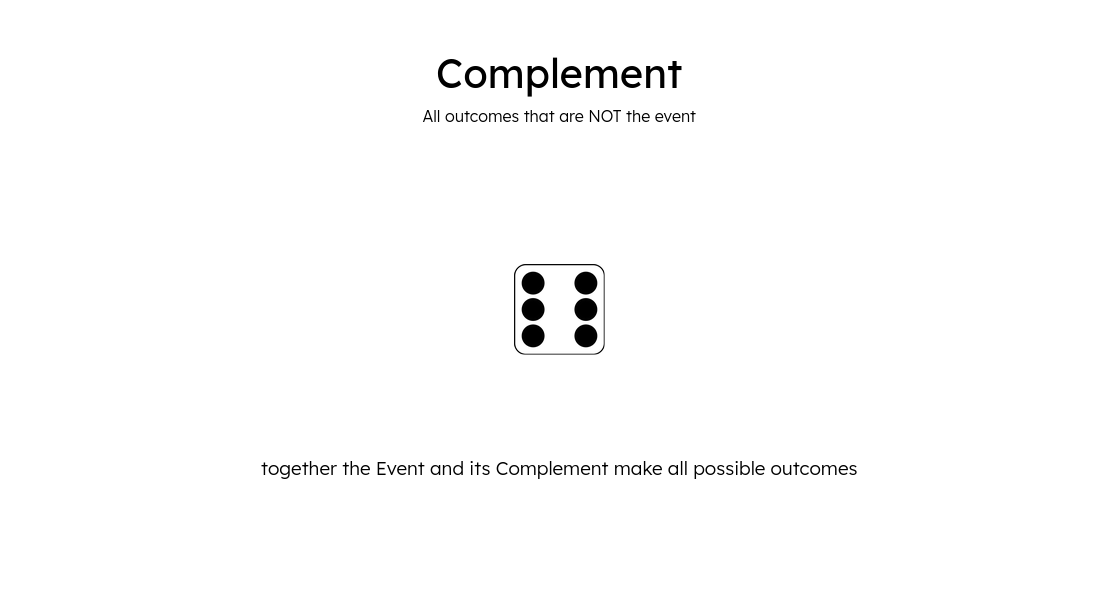 Complement
All outcomes that are NOT the event
together the Event and its Complement make all possible outcomes